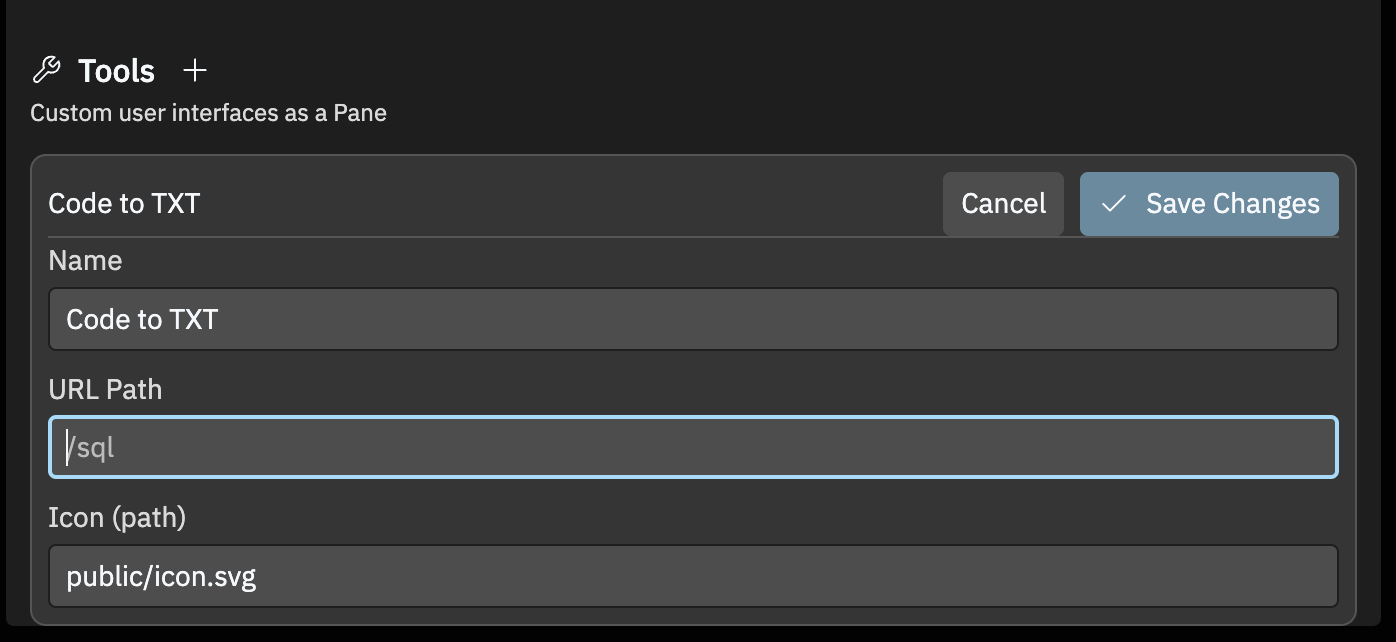 Tools
Custom user interfaces as a Pane
Code to TXT
Cancel
Save Changes
Name
Code to TXT
URL Path
/sql
Icon (path)
public/icon.svg